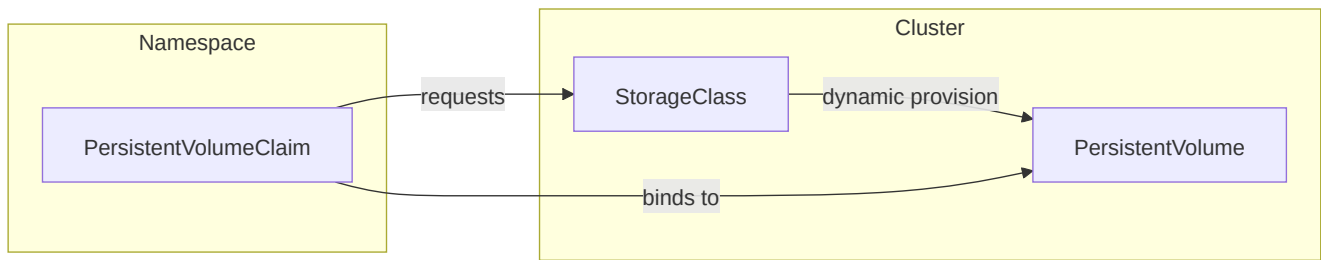 Namespace
Cluster
PersistentVolumeClaim
requests
StorageClass
dynamic provision
PersistentVolume
binds to